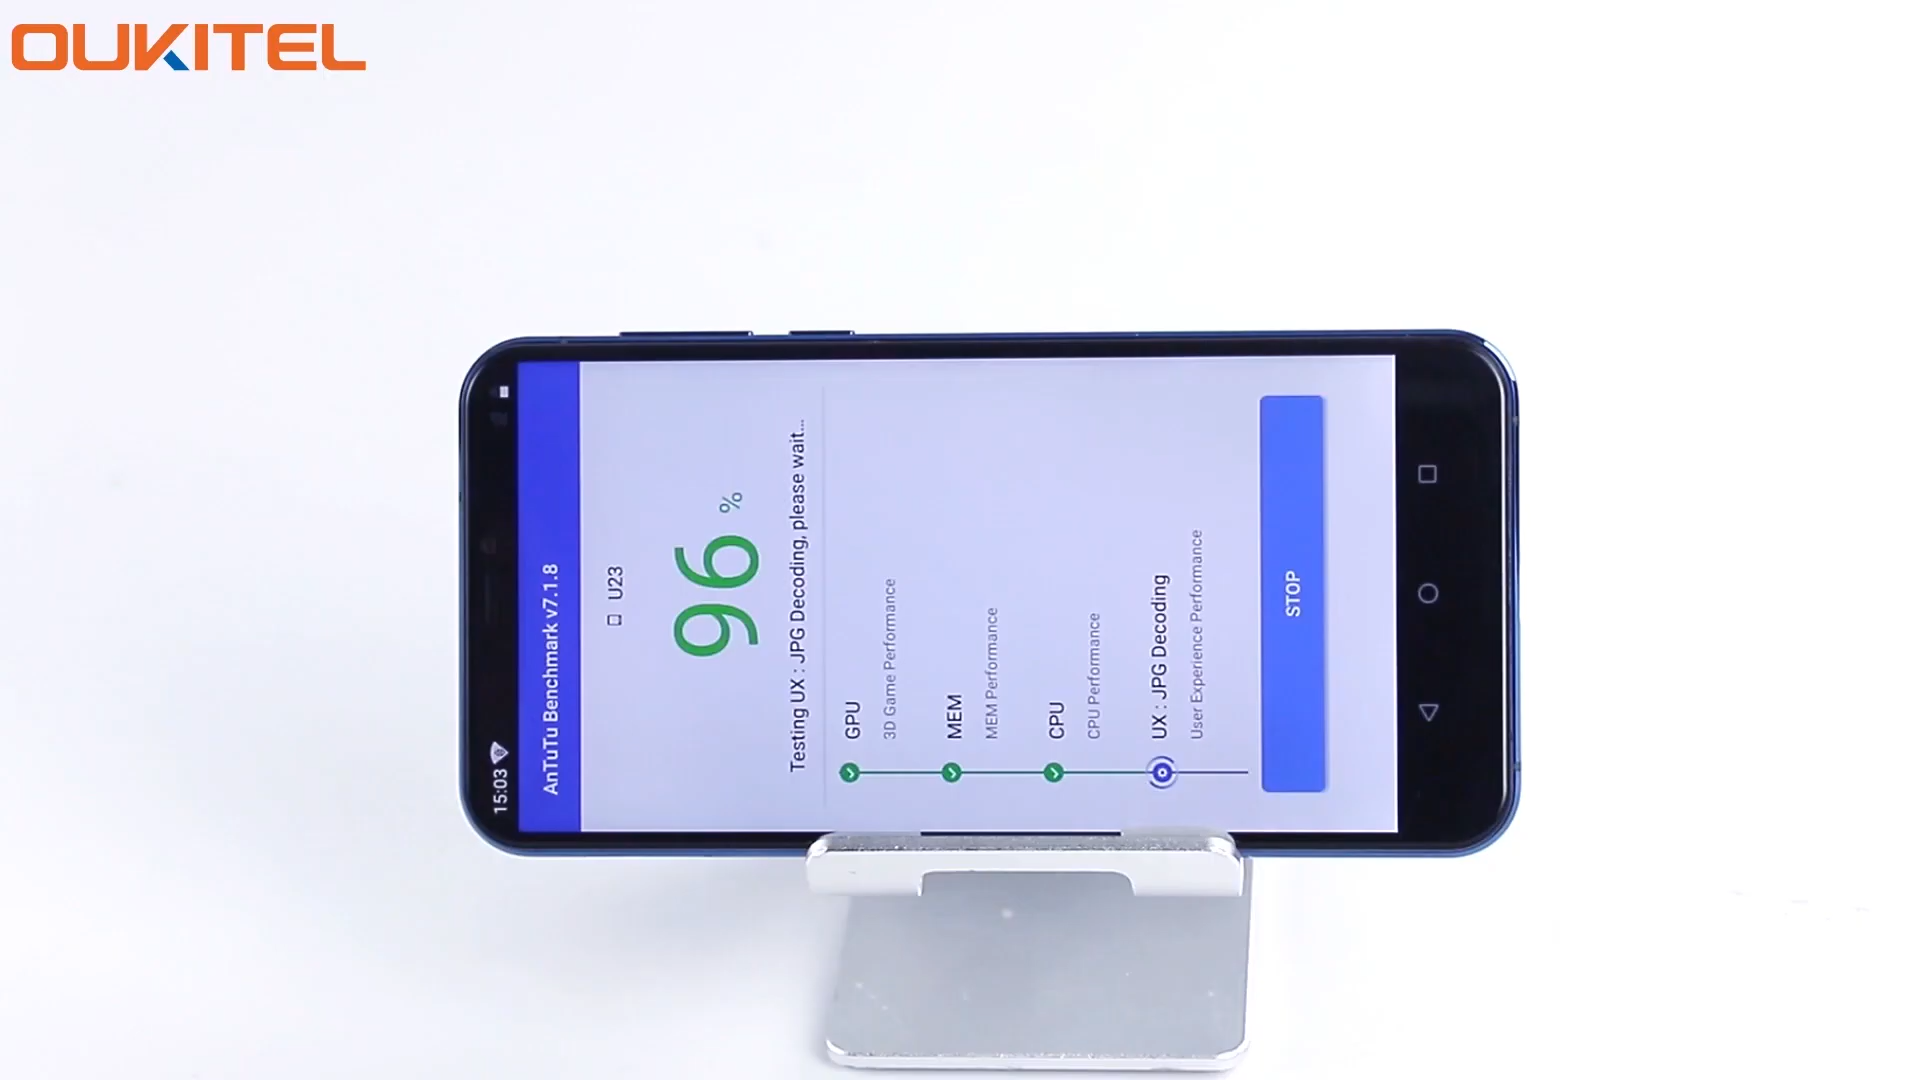 OUKITEL
15:03
AnTuTu Benchmark v7.1.8
U23
96 %
Testing UX : JPG Decoding, please wait...
GPU
3D Game Performance
MEM
MEM Performance
CPU
CPU Performance
UX : JPG Decoding
User Experience Performance
STOP